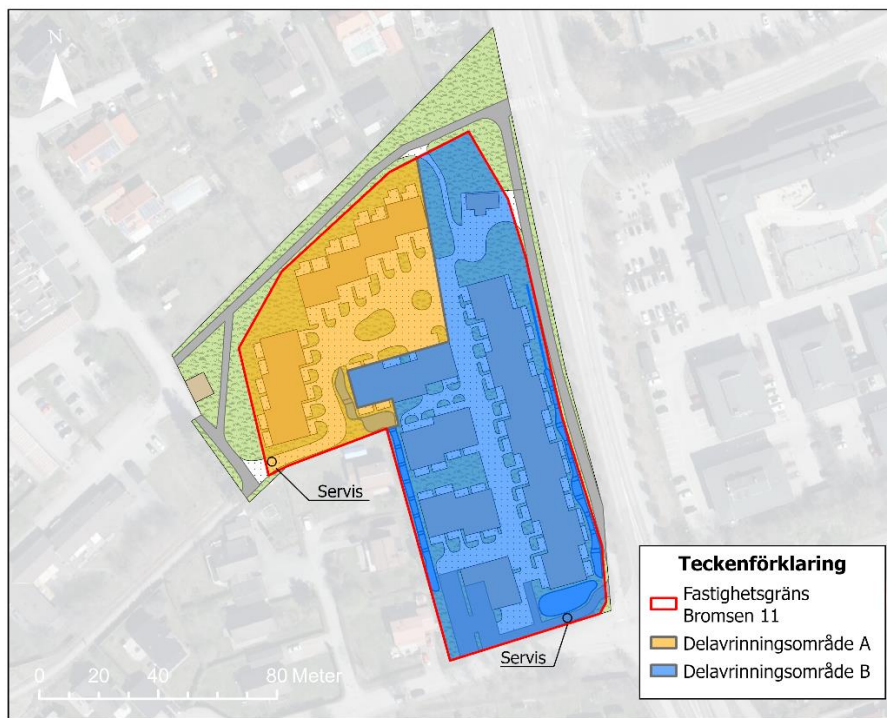 N
Servis
Servis
0 20 40 80 Meter
Teckenförklaring
Fastighetsgräns
Bromsen 11
Delavrinningsområde A
Delavrinningsområde B